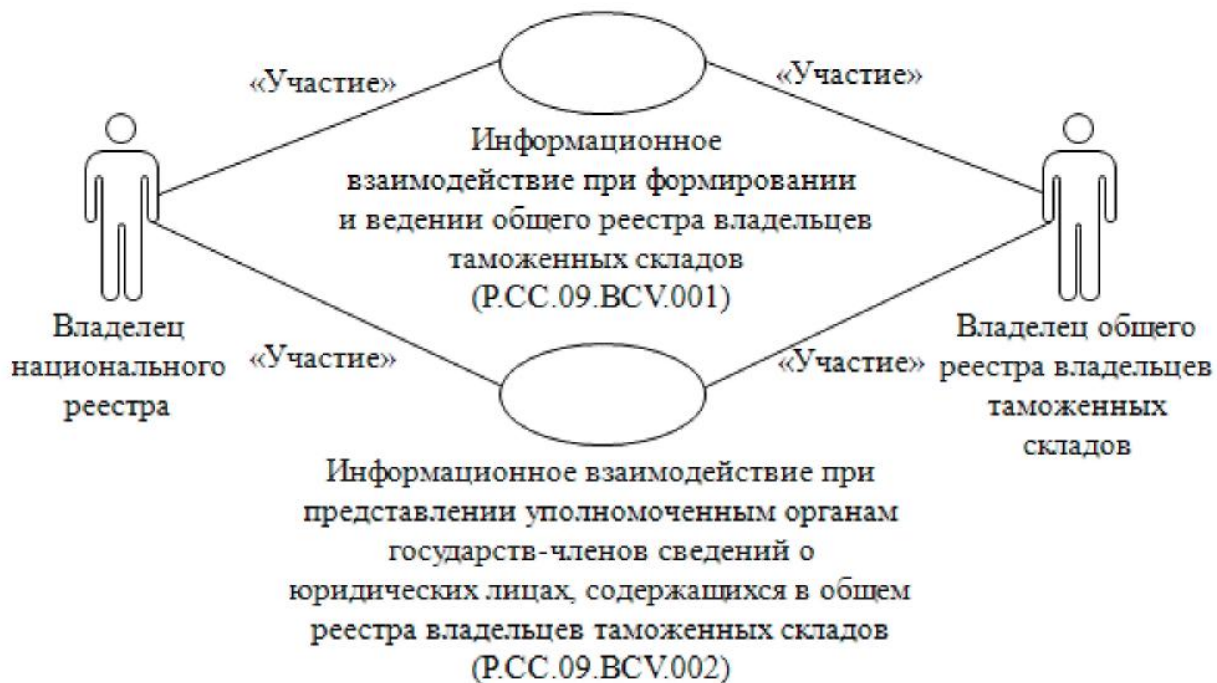 «Участие»
«Участие»
Информационное
взаимодействие при формировании
и ведении общего реестра владельцев
таможенных складов
(P.CC.09.BCV.001)
Владелец
национального
реестра
Владелец общего
реестра владельцев
таможенных
складов
«Участие»
«Участие»
Информационное взаимодействие при
представлении уполномоченным органам
государств-членов сведений о
юридических лицах, содержащихся в общем
реестра владельцев таможенных складов
(P.CC.09.BCV.002)